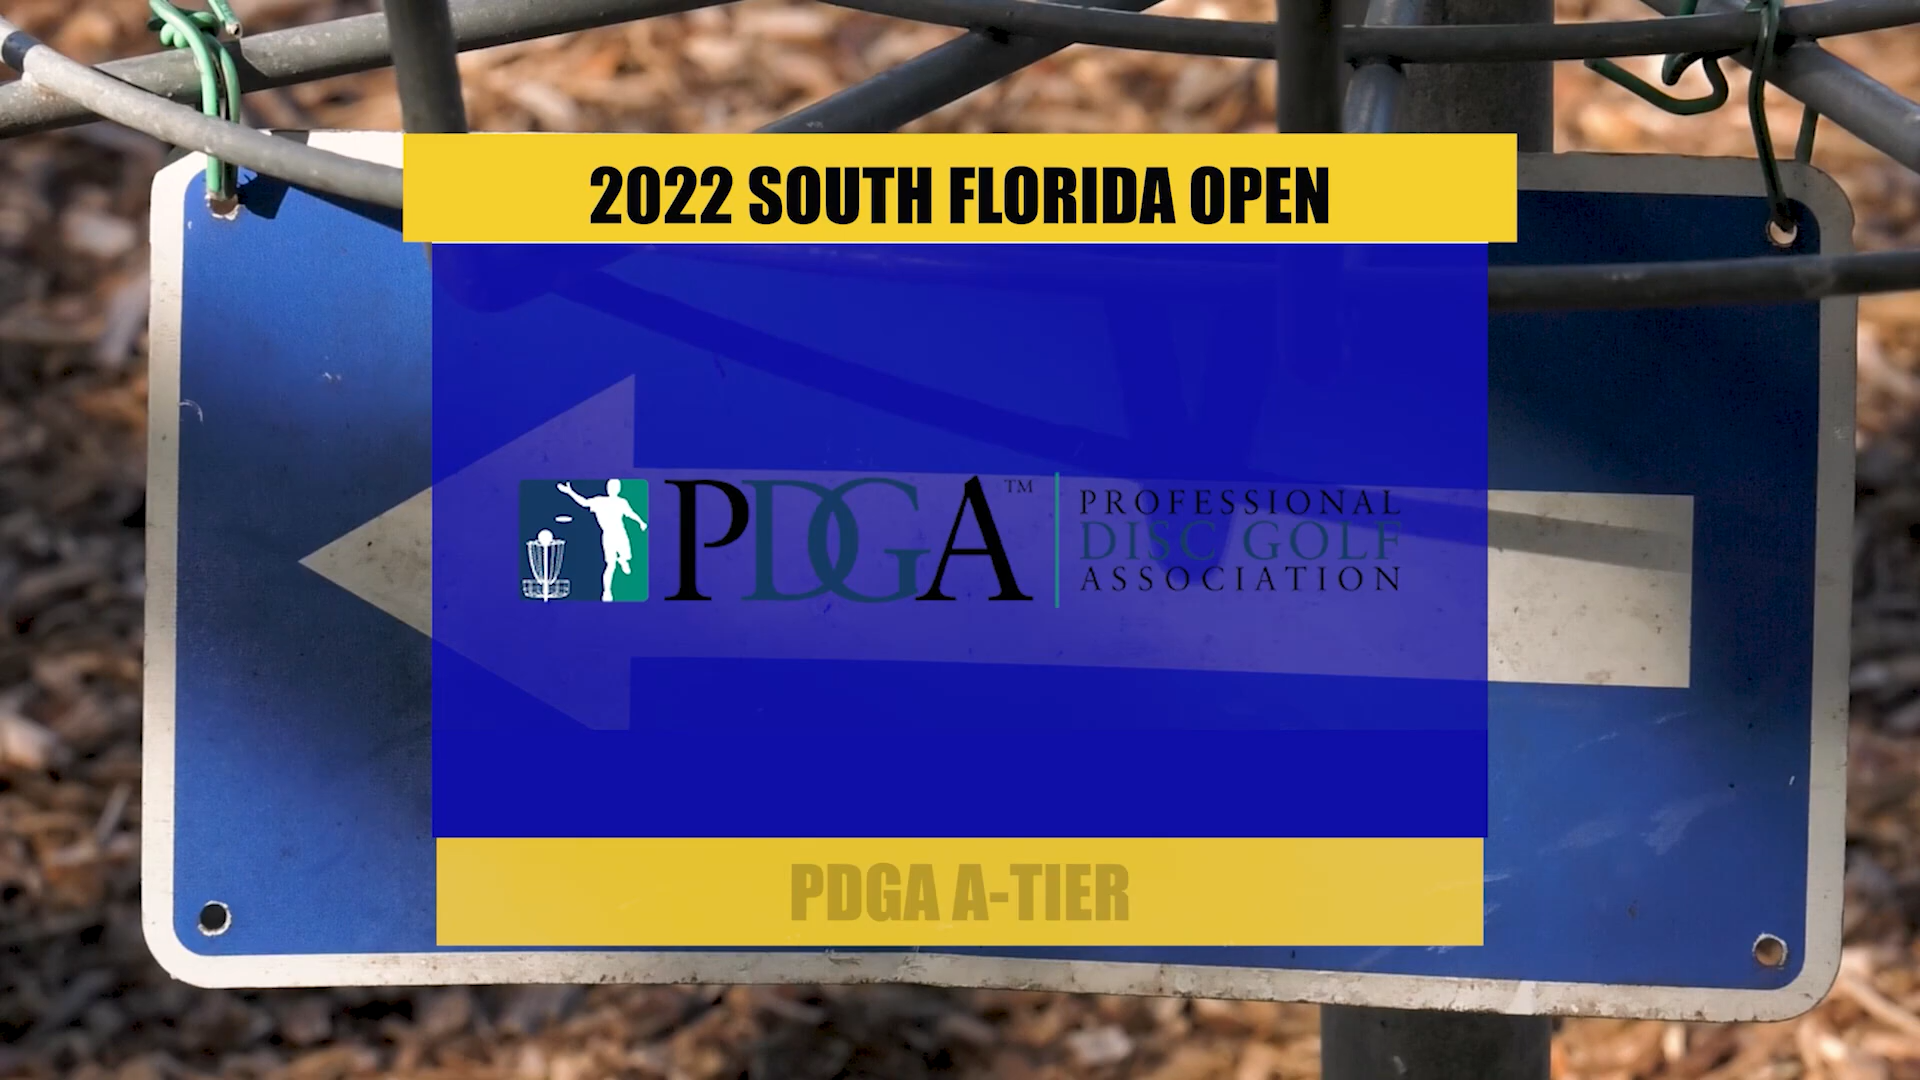 2022 SOUTH FLORIDA OPEN
PDGA™
PROFESSIONAL
DISC GOLF
ASSOCIATION
PDGA A-TIER